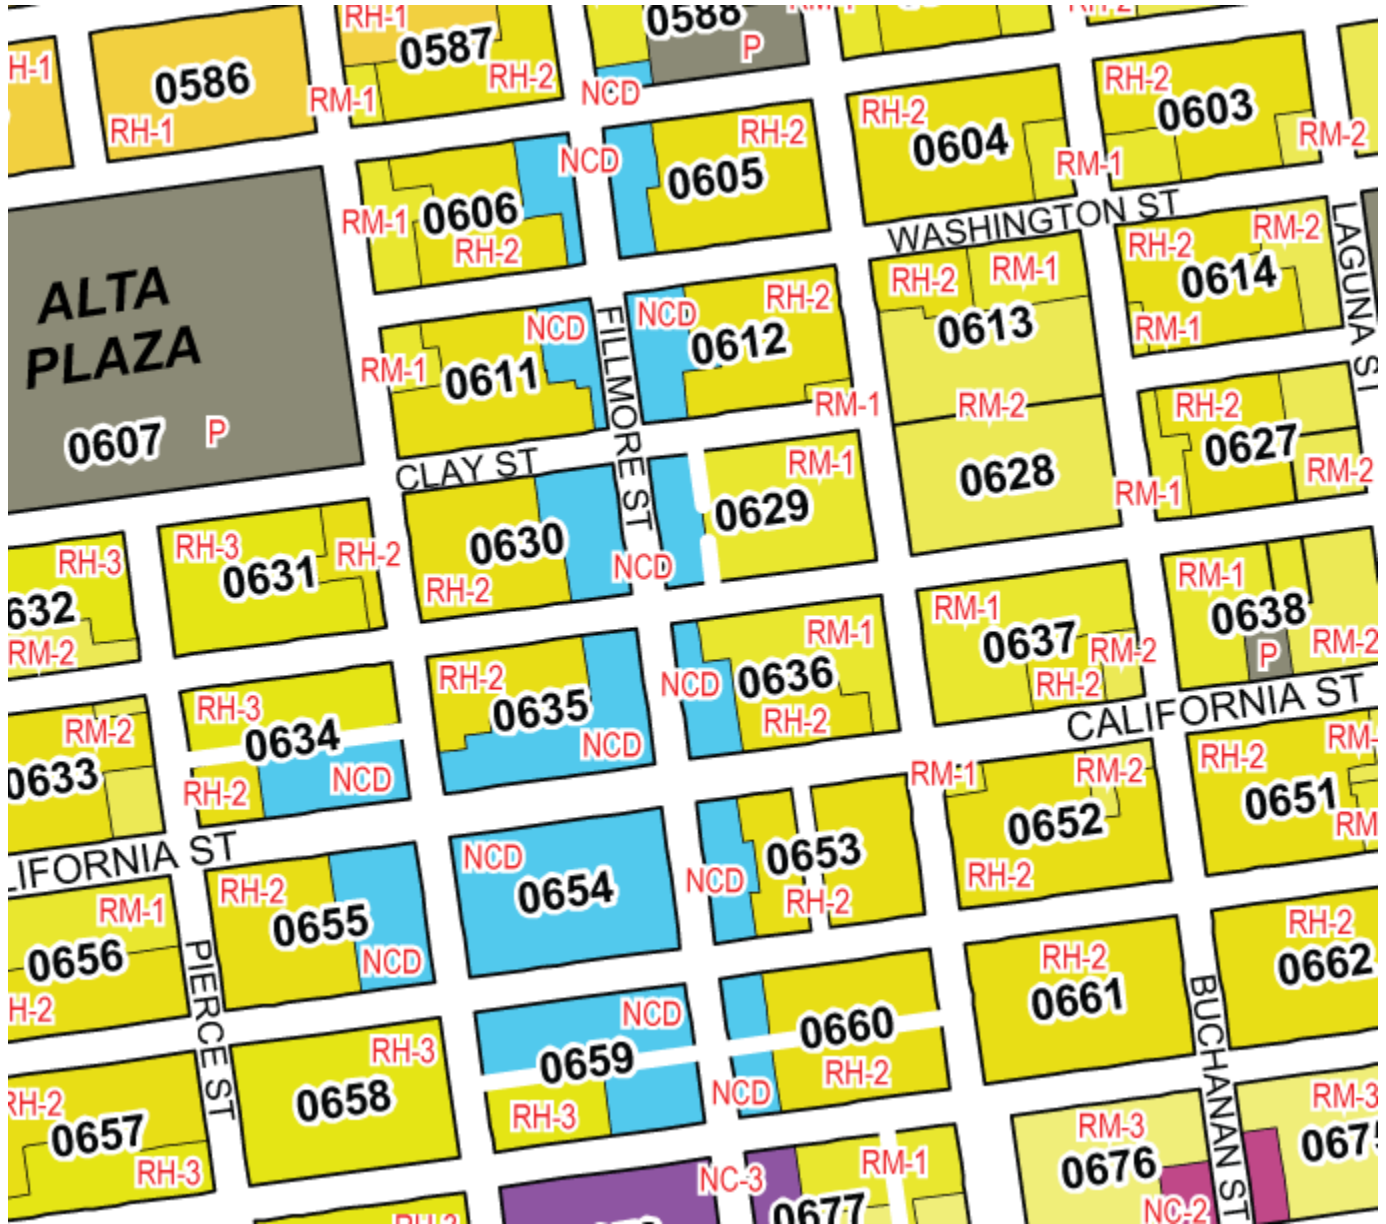 RH-1
0588
H-1
0586
0587
P
RH-1
RM-1
RH-2
NCD
RH-2
0603
RH-2
0604
RM-2
RM-1
NCD
RH-2
0605
RM-1
0606
RH-2
WASHINGTON ST
LAGUNA ST
RH-2
RM-2
0614
RM-1
ALTA
PLAZA
0607
P
RH-2
RM-1
0613
RM-2
NCD
FILLMORE ST
NCD
RH-2
0612
RM-1
RM-1
0611
CLAY ST
RH-2
0627
RM-2
RM-1
0628
RM-1
0629
NCD
0630
RH-2
RH-3
0631
RH-2
RH-3
632
RM-2
RM-1
0638
P
RM-2
RM-1
0637
RM-2
RH-2
RM-1
0636
NCD
RH-2
RH-2
0635
NCD
RH-3
0634
RH-2
NCD
RM-2
0633
CALIFORNIA ST
RH-2
RM-
0651
RM
RM-1
RM-2
0652
RH-2
NCD
0653
RH-2
NCD
0654
LIFORNIA ST
RH-2
0655
NCD
RM-1
0656
H-2
PIERCE ST
RH-2
0662
RH-2
0661
BUCHANAN ST
0660
RH-2
NCD
NCD
0659
RH-3
RH-3
0658
RH-2
0657
RH-3
RM-3
0675
RM-3
0676
NC-2
NC-3
RM-1
0677